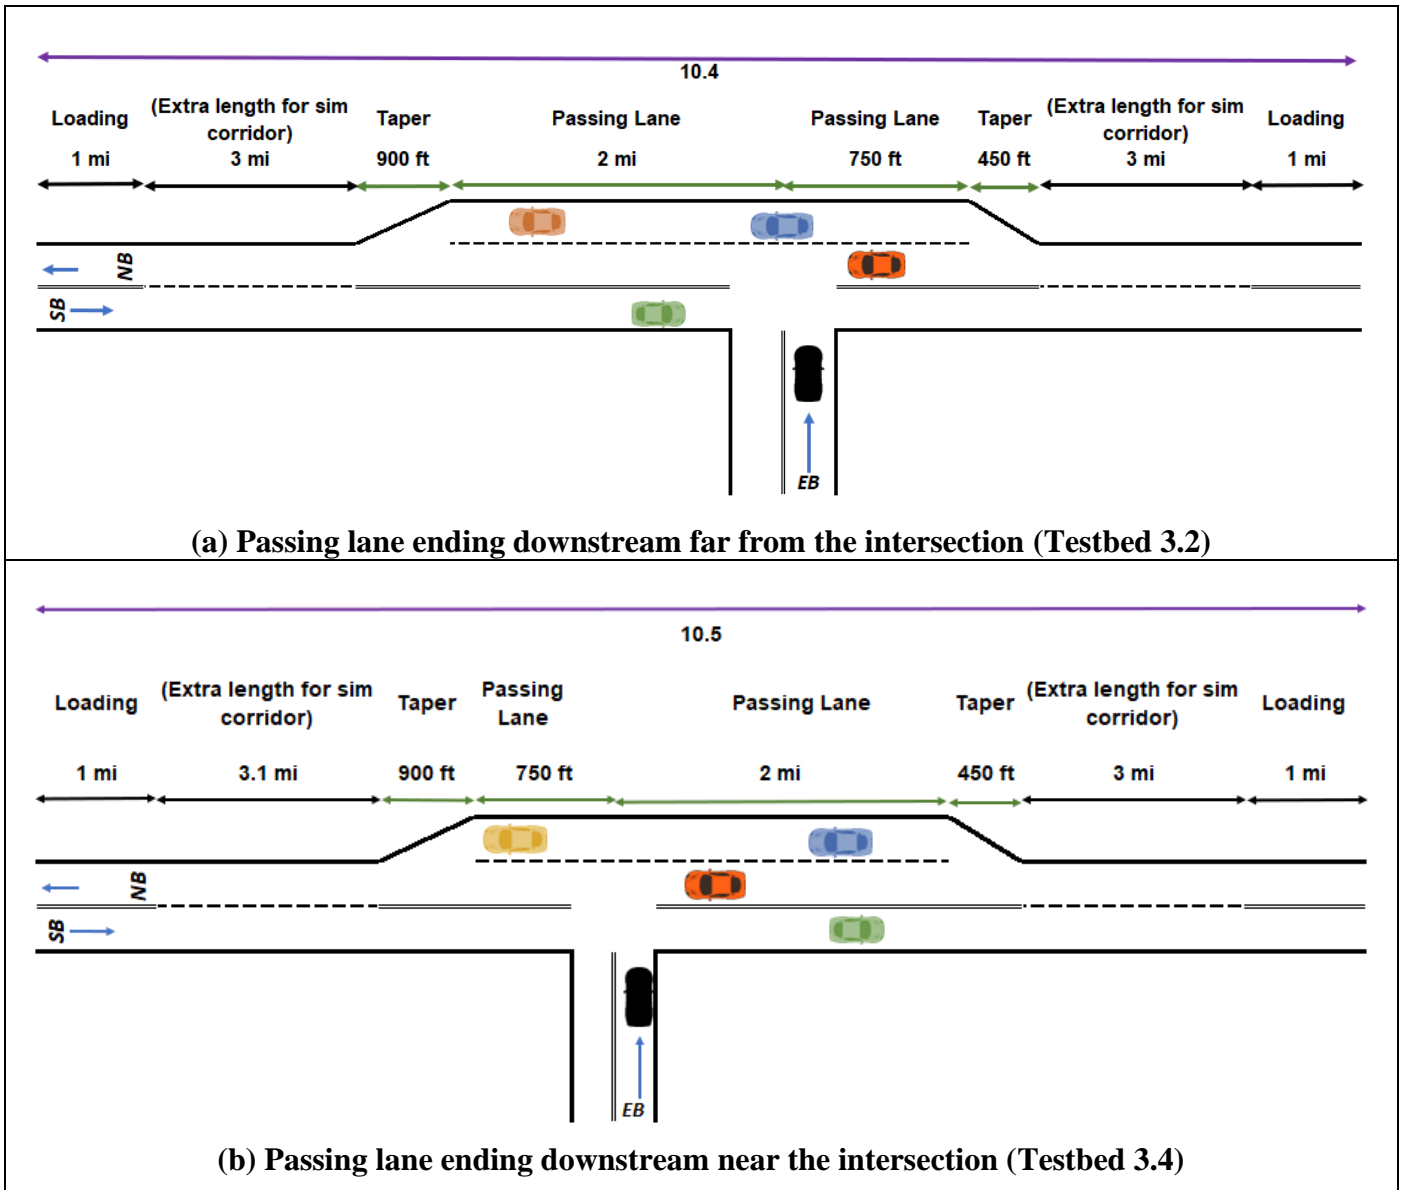 10.4
Loading
(Extra length for sim
corridor)
Taper
Passing Lane
Passing Lane
Taper
(Extra length for sim
corridor)
Loading
1 mi
3 mi
900 ft
2 mi
750 ft
450 ft
3 mi
1 mi
NB
SB
EB
(a) Passing lane ending downstream far from the intersection (Testbed 3.2)
10.5
Loading
(Extra length for sim
corridor)
Taper
Passing
Lane
Passing Lane
Taper
(Extra length for sim
corridor)
Loading
1 mi
3.1 mi
900 ft
750 ft
2 mi
450 ft
3 mi
1 mi
NB
SB
EB
(b) Passing lane ending downstream near the intersection (Testbed 3.4)